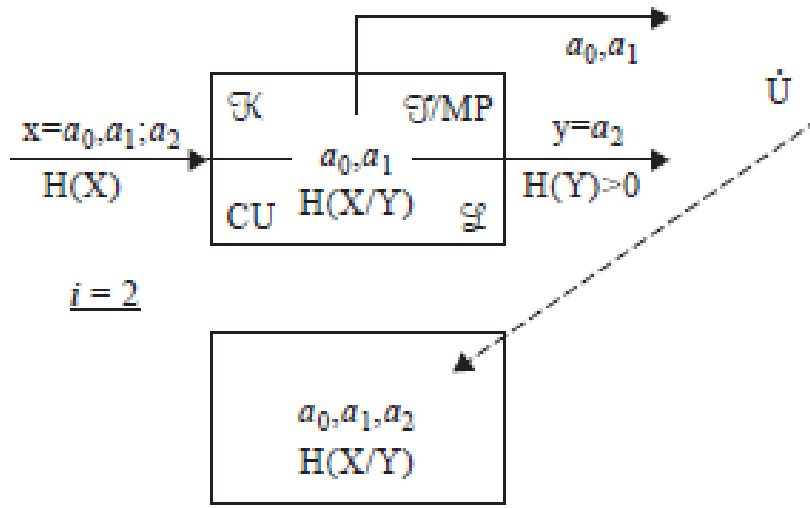 a₀,a₁
U̇
𝒦 𝒯/MP
x=a₀,a₁;a₂ y=a₂
a₀,a₁
H(X) H(X/Y) H(Y)>0
CU ℒ
i = 2
a₀,a₁,a₂
H(X/Y)